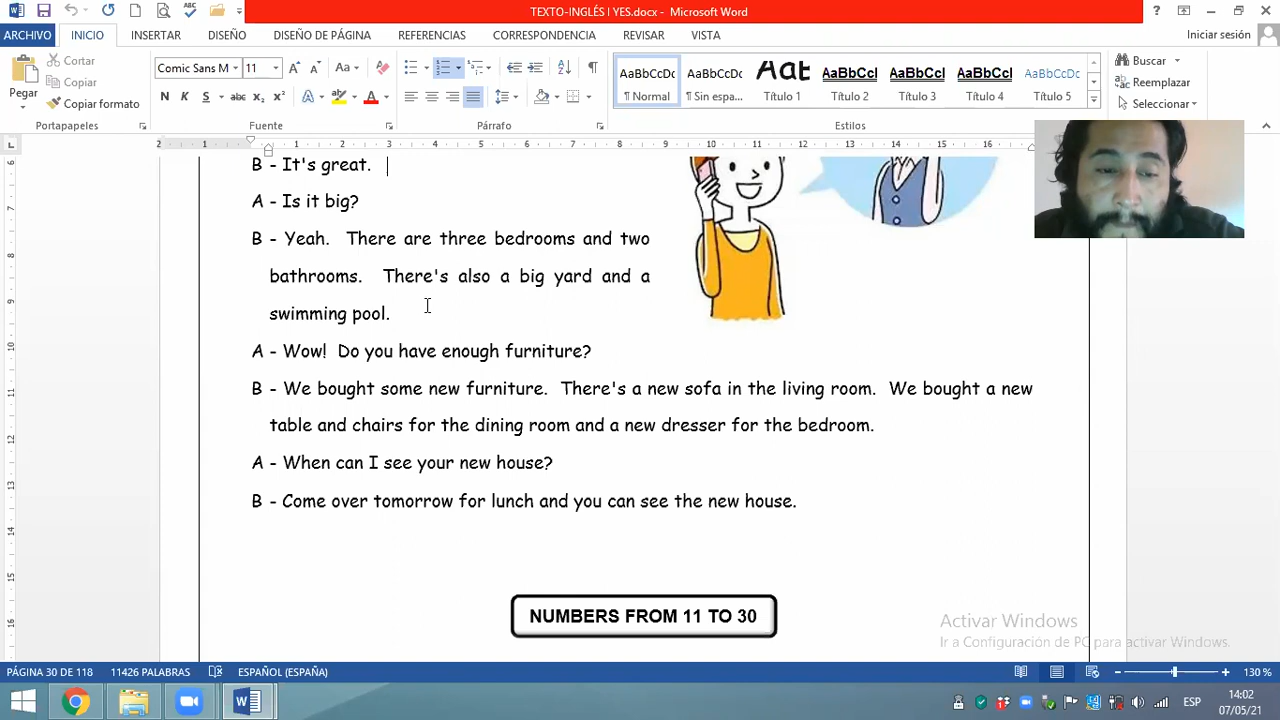 TEXTO-INGLÉS I YES.docx - Microsoft Word
ARCHIVO INICIO INSERTAR DISEÑO DISEÑO DE PÁGINA REFERENCIAS CORRESPONDENCIA REVISAR VISTA Iniciar sesión
Pegar
Cortar
Copiar
Copiar formato
Portapapeles
Comic Sans M 11
Fuente
Párrafo
AaBbCcDc AaBbCcDc AaB AaBbCcI AaBbCcI AaBbCcI AaBbCcDc
¶ Normal ¶ Sin espa... Título 1 Título 2 Título 3 Título 4 Título 5
Estilos
Buscar
Reemplazar
Seleccionar
B - It's great.
A - Is it big?
B - Yeah. There are three bedrooms and two
bathrooms. There's also a big yard and a
swimming pool.
A - Wow! Do you have enough furniture?
B - We bought some new furniture. There's a new sofa in the living room. We bought a new
table and chairs for the dining room and a new dresser for the bedroom.
A - When can I see your new house?
B - Come over tomorrow for lunch and you can see the new house.
NUMBERS FROM 11 TO 30
Activar Windows
Ir a Configuración de PC para activar Windows.
PÁGINA 30 DE 118 11426 PALABRAS ESPAÑOL (ESPAÑA) 130 %
ESP
14:02
07/05/21